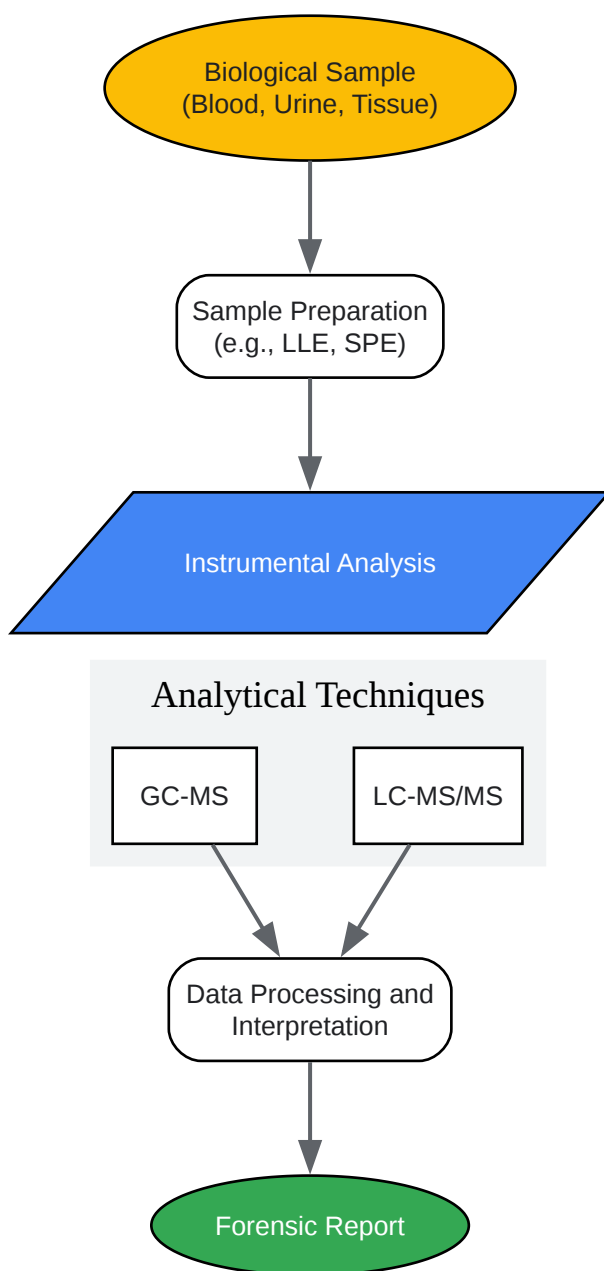 Biological Sample
(Blood, Urine, Tissue)
Sample Preparation
(e.g., LLE, SPE)
Instrumental Analysis
Analytical Techniques
GC-MS
LC-MS/MS
Data Processing and
Interpretation
Forensic Report